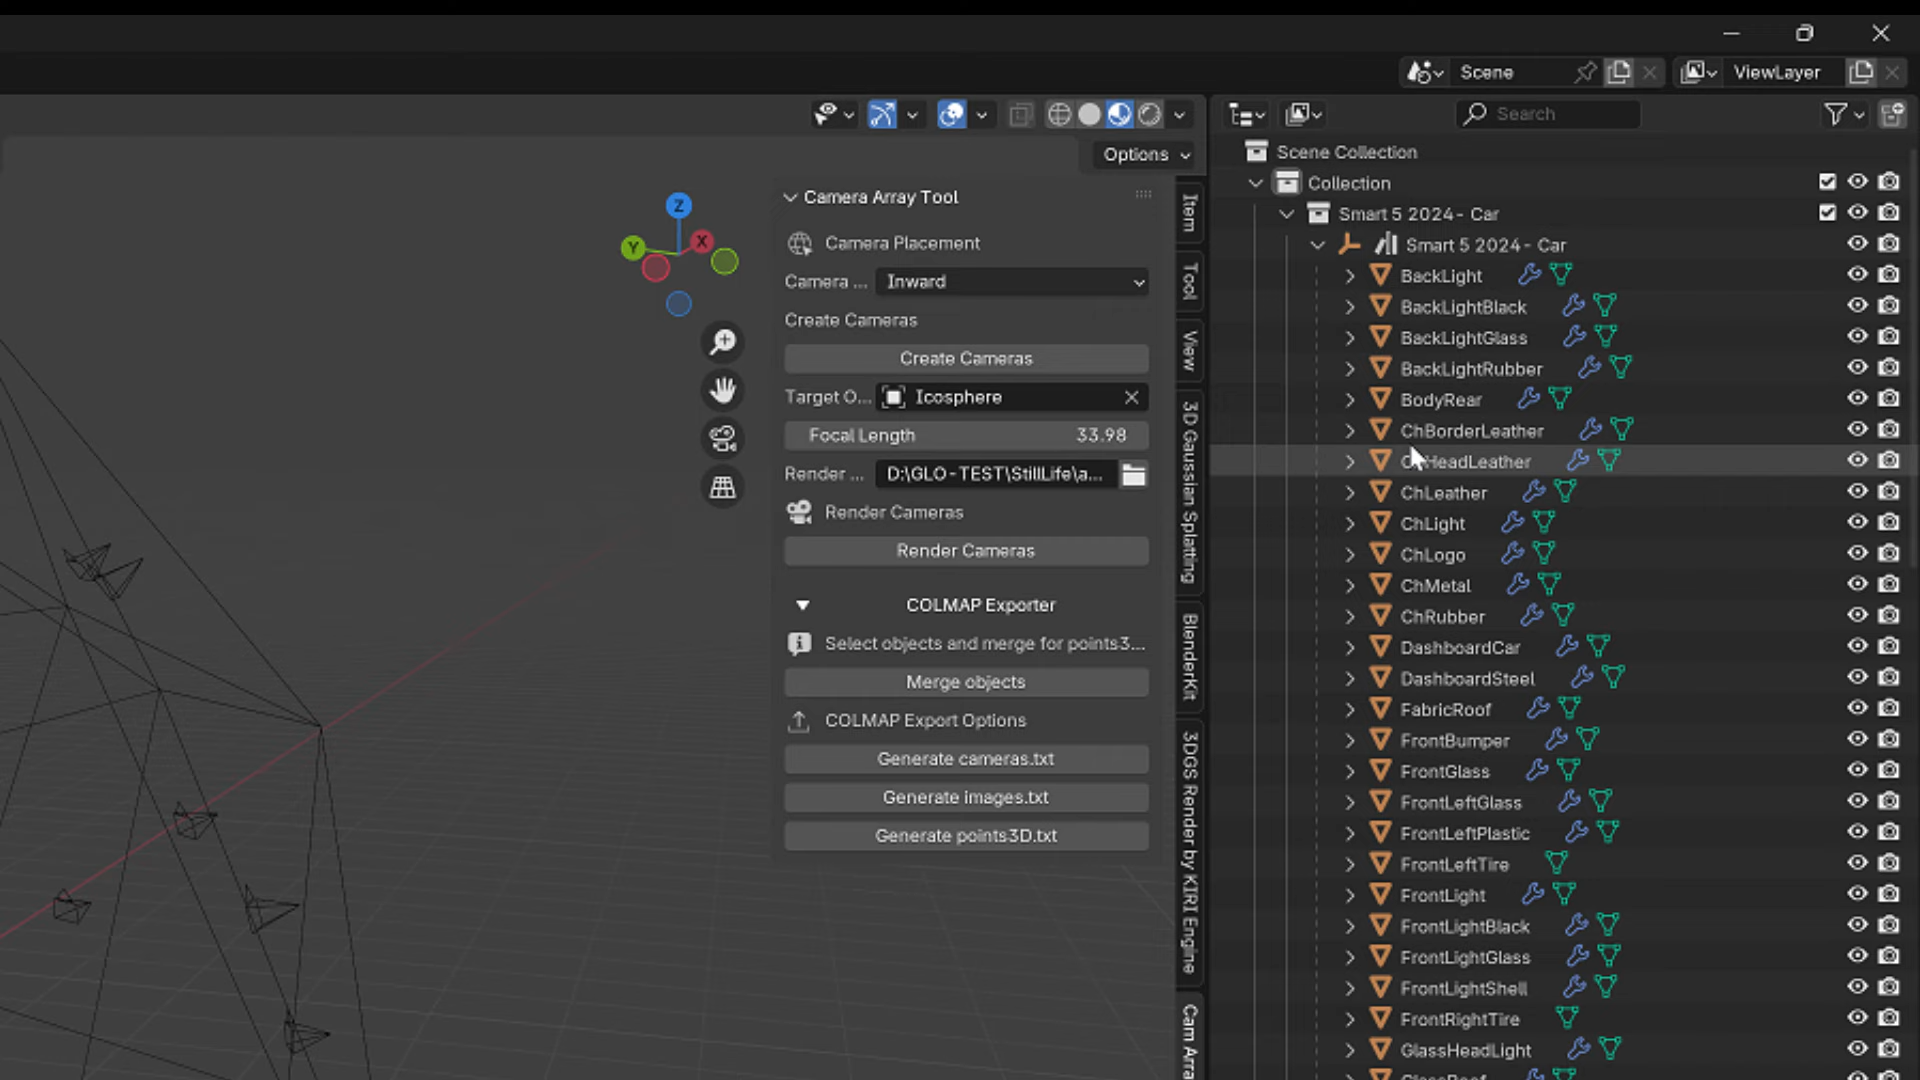 Scene
ViewLayer
Options
Search
Z
Y
X
Camera Array Tool
Camera Placement
Camera ...
Inward
Create Cameras
Create Cameras
Target O...
Icosphere
Focal Length
33.98
Render ...
D:\GLO-TEST\StillLife\a...
Render Cameras
Render Cameras
COLMAP Exporter
Select objects and merge for points3...
Merge objects
COLMAP Export Options
Generate cameras.txt
Generate images.txt
Generate points3D.txt
Item
Tool
View
3D Gaussian Splatting
BlenderKit
3DGS Render by KIRI Engine
Cam Arra
Scene Collection
Collection
Smart 5 2024- Car
Smart 5 2024- Car
BackLight
BackLightBlack
BackLightGlass
BackLightRubber
BodyRear
ChBorderLeather
ChHeadLeather
ChLeather
ChLight
ChLogo
ChMetal
ChRubber
DashboardCar
DashboardSteel
FabricRoof
FrontBumper
FrontGlass
FrontLeftGlass
FrontLeftPlastic
FrontLeftTire
FrontLight
FrontLightBlack
FrontLightGlass
FrontLightShell
FrontRightTire
GlassHeadLight